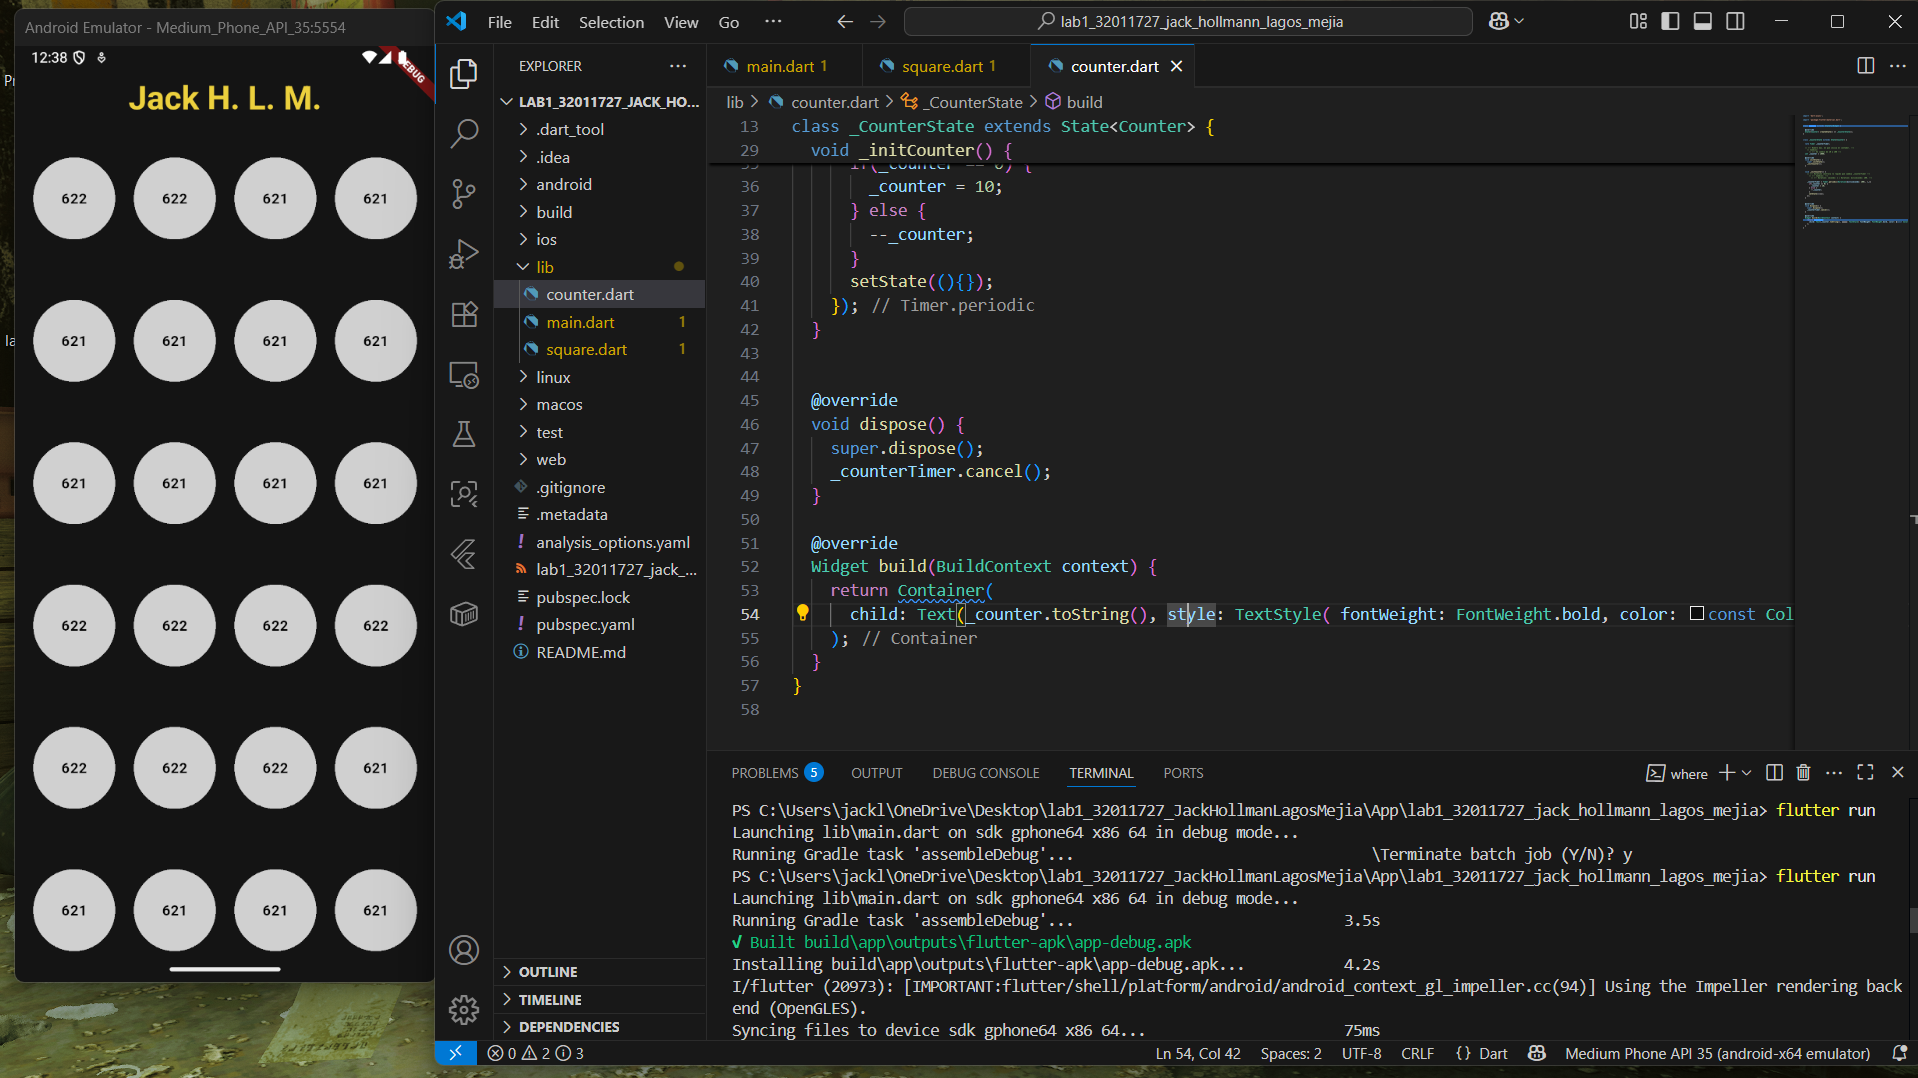 Android Emulator - Medium_Phone_API_35:5554
12:38
Jack H. L. M.
622 622 621 621
621 621 621 621
621 621 621 621
622 622 622 622
622 622 622 621
621 621 621 621
File Edit Selection View Go ···
lab1_32011727_jack_hollmann_lagos_mejia
EXPLORER
LAB1_32011727_JACK_HO...
.dart_tool
.idea
android
build
ios
lib
counter.dart
main.dart 1
square.dart 1
linux
macos
test
web
.gitignore
.metadata
analysis_options.yaml
lab1_32011727_jack_...
pubspec.lock
pubspec.yaml
README.md
OUTLINE
TIMELINE
DEPENDENCIES
main.dart 1 square.dart 1 counter.dart
lib > counter.dart > _CounterState > build
13 class _CounterState extends State<Counter> {
29 void _initCounter() {
35 if(_counter == 0) {
36 _counter = 10;
37 } else {
38 --_counter;
39 }
40 setState((){});
41 }); // Timer.periodic
42 }
43
44
45 @override
46 void dispose() {
47 super.dispose();
48 _counterTimer.cancel();
49 }
50
51 @override
52 Widget build(BuildContext context) {
53 return Container(
54 child: Text(_counter.toString(), style: TextStyle( fontWeight: FontWeight.bold, color: const Col
55 ); // Container
56 }
57 }
58
PROBLEMS 5 OUTPUT DEBUG CONSOLE TERMINAL PORTS
where
PS C:\Users\jackl\OneDrive\Desktop\lab1_32011727_JackHollmanLagosMejia\App\lab1_32011727_jack_hollmann_lagos_mejia> flutter run
Launching lib\main.dart on sdk gphone64 x86 64 in debug mode...
Running Gradle task 'assembleDebug'... \Terminate batch job (Y/N)? y
PS C:\Users\jackl\OneDrive\Desktop\lab1_32011727_JackHollmanLagosMejia\App\lab1_32011727_jack_hollmann_lagos_mejia> flutter run
Launching lib\main.dart on sdk gphone64 x86 64 in debug mode...
Running Gradle task 'assembleDebug'... 3.5s
√ Built build\app\outputs\flutter-apk\app-debug.apk
Installing build\app\outputs\flutter-apk\app-debug.apk... 4.2s
I/flutter (20973): [IMPORTANT:flutter/shell/platform/android/android_context_gl_impeller.cc(94)] Using the Impeller rendering back
end (OpenGLES).
Syncing files to device sdk gphone64 x86 64... 75ms
0 2 3
Ln 54, Col 42 Spaces: 2 UTF-8 CRLF {} Dart Medium Phone API 35 (android-x64 emulator)